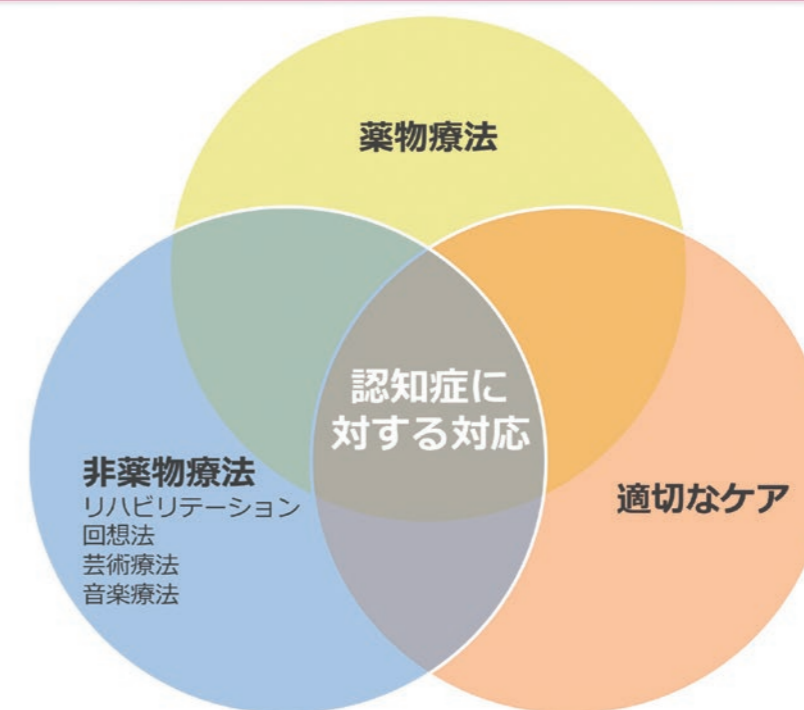 薬物療法
認知症に
対する対応
非薬物療法
リハビリテーション
回想法
芸術療法
音楽療法
適切なケア